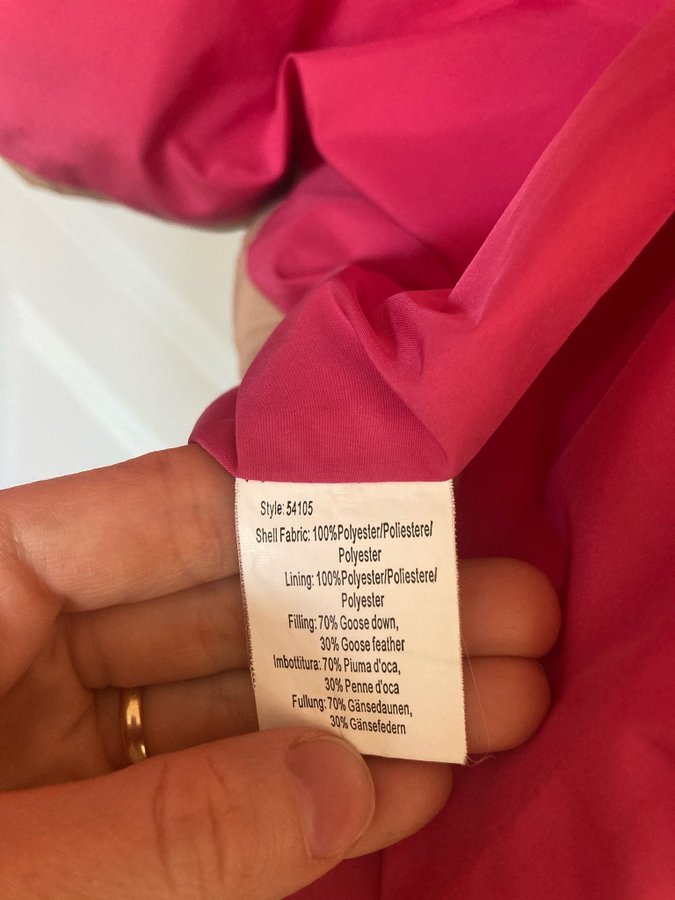 Style: 54105
Shell Fabric: 100%Polyester/Poliestere/
Polyester
Lining: 100%Polyester/Poliestere/
Polyester
Filling: 70% Goose down,
30% Goose feather
Imbottitura: 70% Piuma d'oca,
30% Penne d'oca
Fullung: 70% Gänsedaunen,
30% Gänsefedern